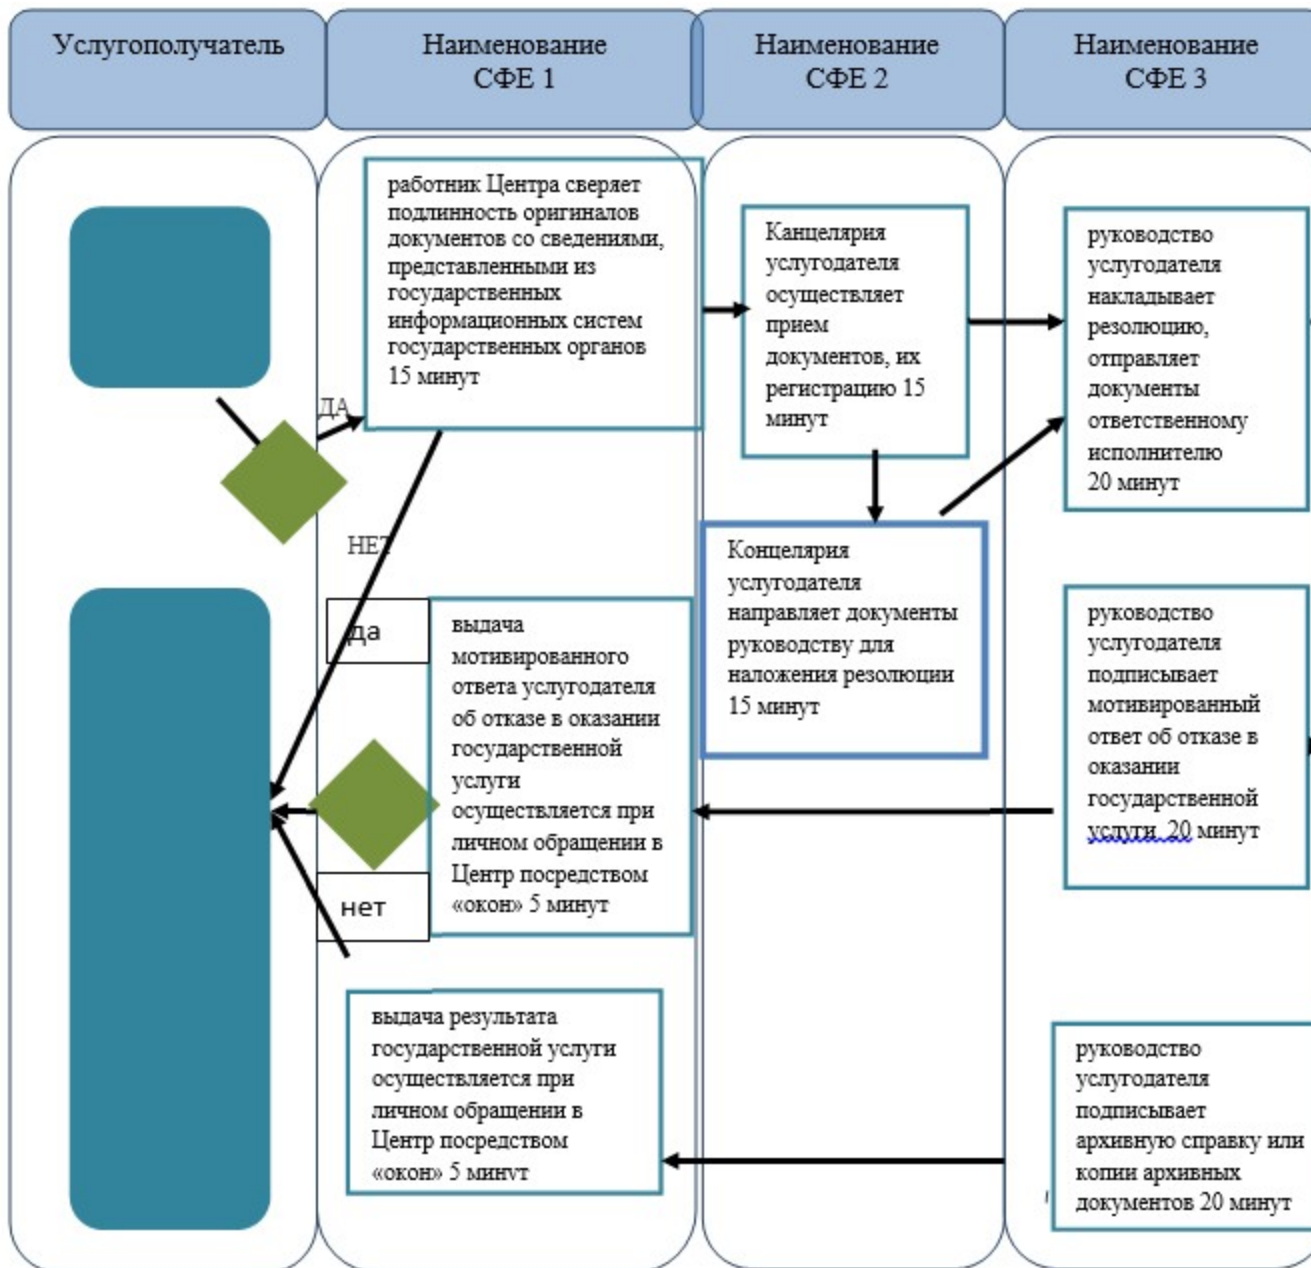 Услугополучатель
Наименование
СФЕ 1
Наименование
СФЕ 2
Наименование
СФЕ 3
работник Центра сверяет
подлинность оригиналов
документов со сведениями,
представленными из
государственных
информационных систем
государственных органов
15 минут
Канцелярия
услугодателя
осуществляет
прием
документов, их
регистрацию 15
минут
руководство
услугодателя
накладывает
резолюцию,
отправляет
документы
ответственному
исполнителю
20 минут
ДА
НЕТ
да
выдача
мотивированного
ответа услугодателя
об отказе в оказании
государственной
услуги
осуществляется при
личном обращении в
Центр посредством
«окон» 5 минут
нет
Концелярия
услугодателя
направляет документы
руководству для
наложения резолюции
15 минут
руководство
услугодателя
подписывает
мотивированный
ответ об отказе в
оказании
государственной
услуги 20 минут
выдача результата
государственной услуги
осуществляется при
личном обращении в
Центр посредством
«окон» 5 минут
руководство
услугодателя
подписывает
архивную справку или
копии архивных
документов 20 минут